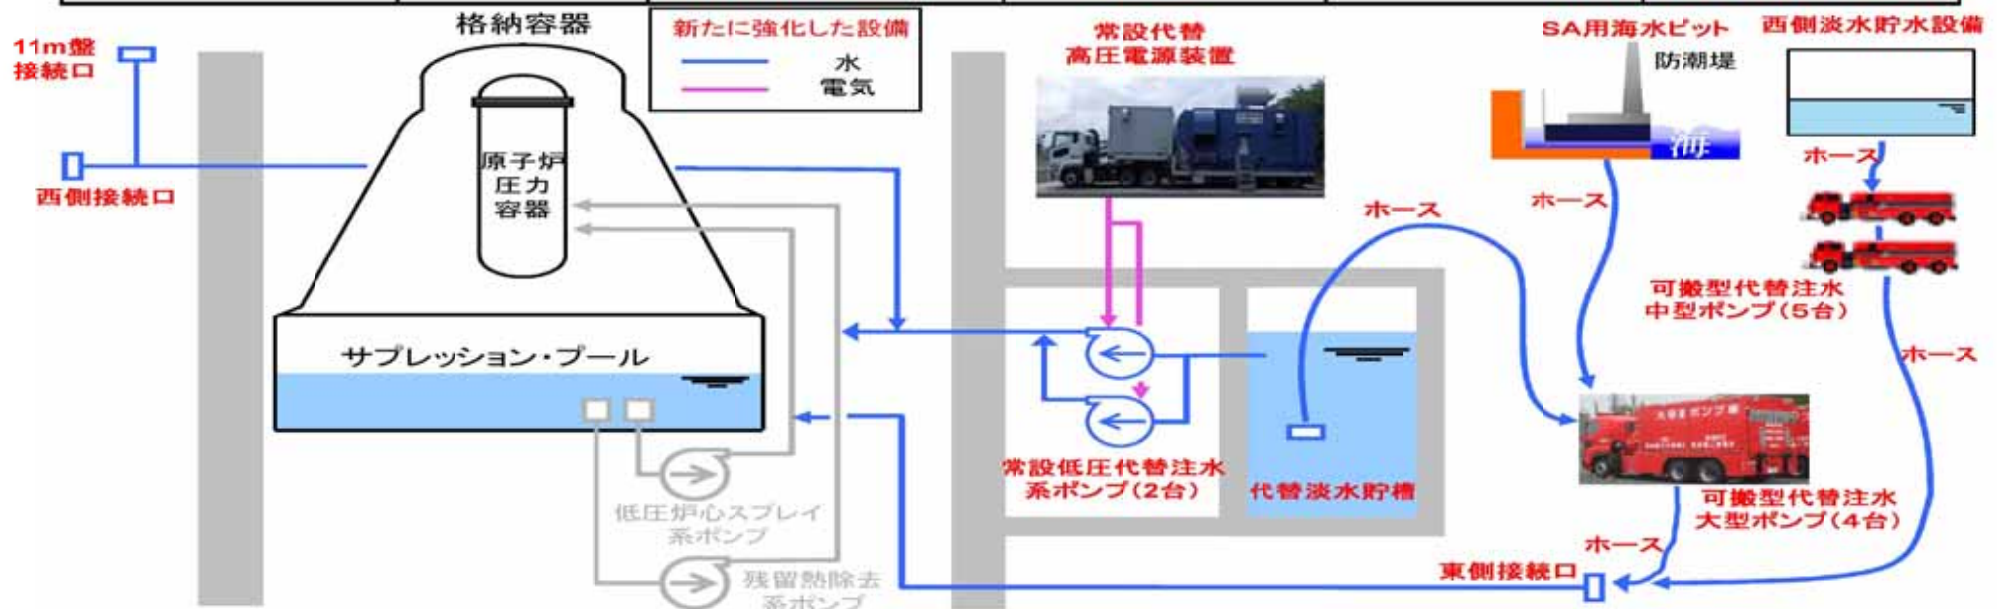 11m盤
接続口
西側接続口
格納容器
原子炉
圧力
容器
サプレッション・プール
低圧炉心スプレイ
系ポンプ
残留熱除去
系ポンプ
新たに強化した設備
水
電気
常設代替
高圧電源装置
常設低圧代替注水
系ポンプ(2台)
代替淡水貯槽
ホース
SA用海水ピット
防潮堤
海
ホース
西側淡水貯水設備
ホース
可搬型代替注水
中型ポンプ(5台)
ホース
可搬型代替注水
大型ポンプ(4台)
ホース
東側接続口